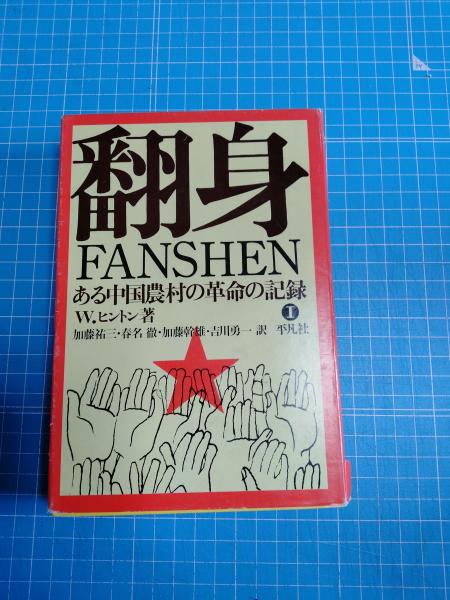 翻身
FANSHEN
ある中国農村の革命の記録
W.ヒントン著 I
加藤祐三・春名 徹・加藤幹雄・吉川勇一 訳 平凡社